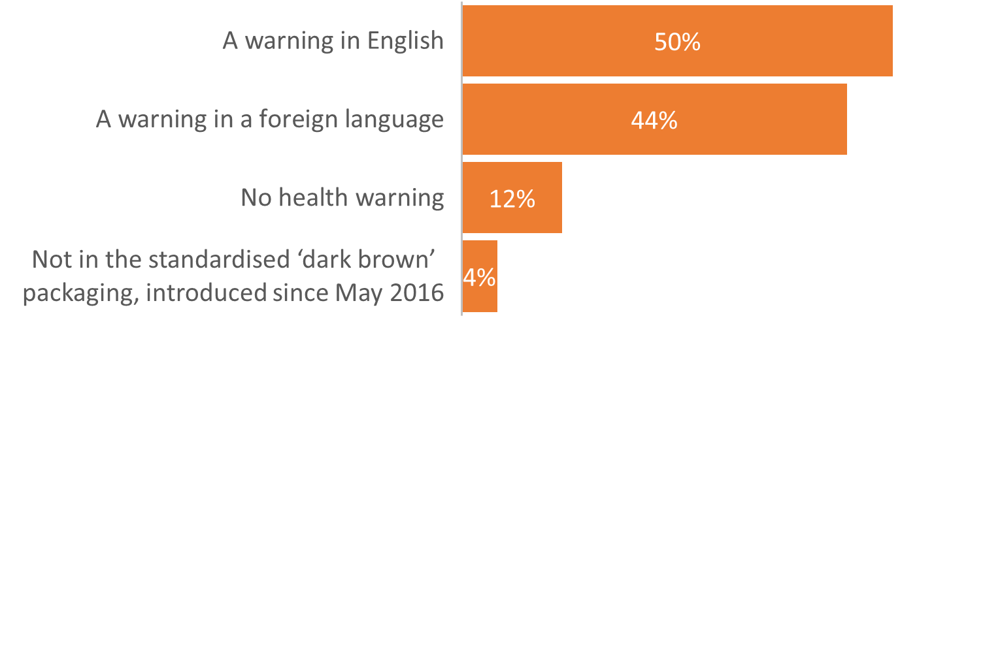 A warning in English
50%
A warning in a foreign language
44%
No health warning
12%
Not in the standardised ‘dark brown’
packaging, introduced since May 2016
4%